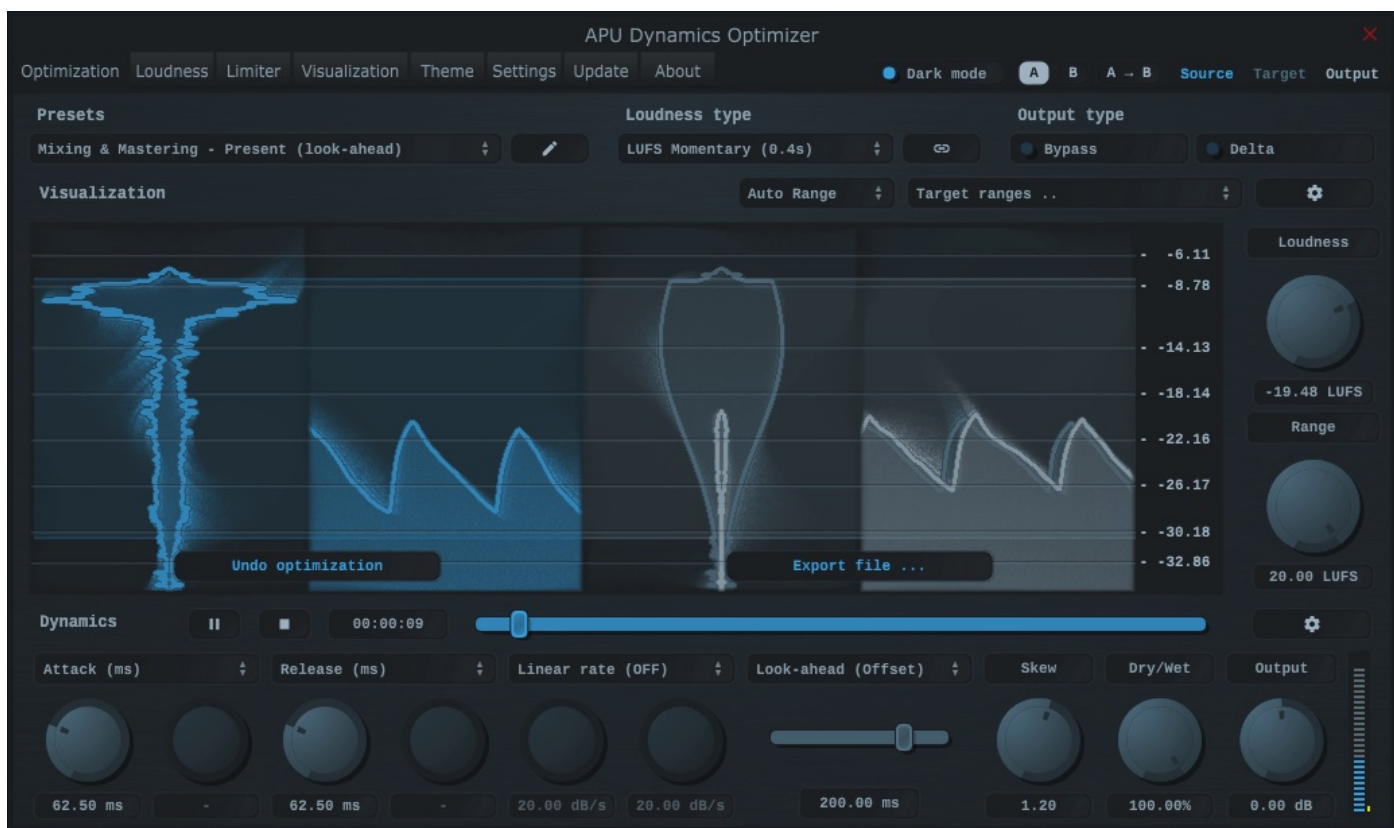 APU Dynamics Optimizer
Optimization Loudness Limiter Visualization Theme Settings Update About Dark mode A B A → B Source Target Output
Presets Loudness type Output type
Mixing & Mastering - Present (look-ahead) LUFS Momentary (0.4s) Bypass Delta
Visualization Auto Range Target ranges ..
Loudness
- -6.11
- -8.78
- -14.13
- -18.14
-19.48 LUFS
Range
- -22.16
- -26.17
- -30.18
- -32.86
Undo optimization Export file ...
20.00 LUFS
Dynamics 00:00:09
Attack (ms) Release (ms) Linear rate (OFF) Look-ahead (Offset) Skew Dry/Wet Output
62.50 ms - 62.50 ms - 20.00 dB/s 20.00 dB/s 200.00 ms 1.20 100.00% 0.00 dB